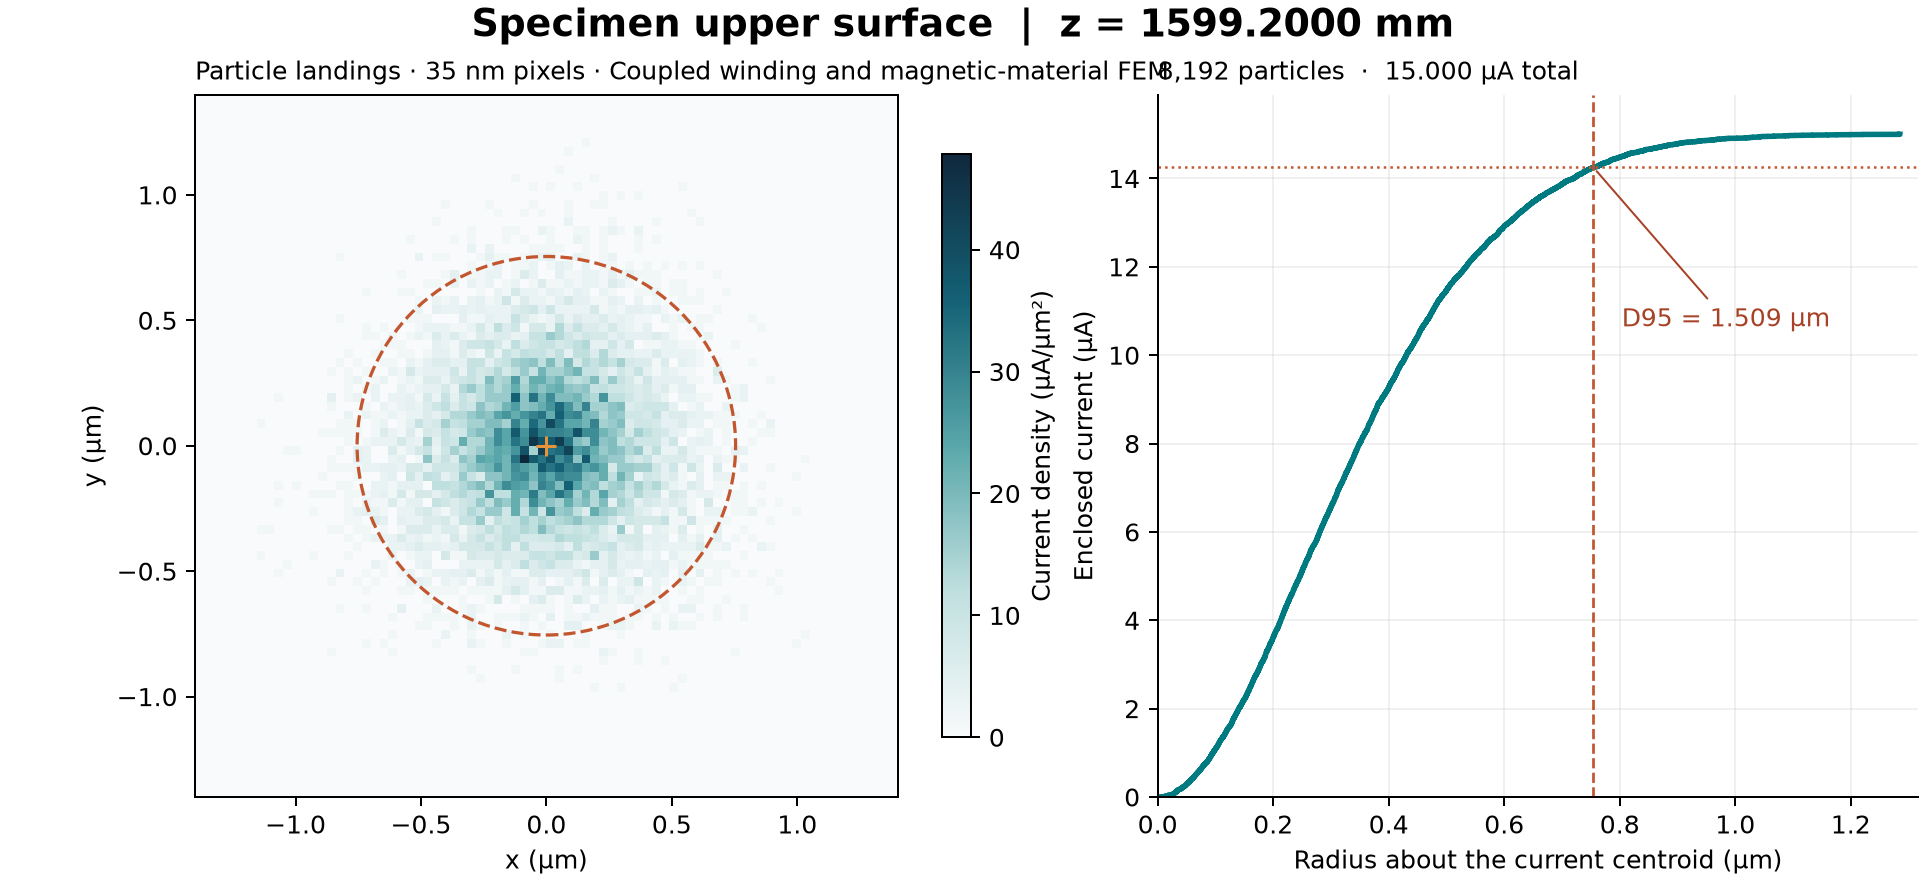 Specimen upper surface | z = 1599.2000 mm
Particle landings · 35 nm pixels · Coupled winding and magnetic-material FEM
8,192 particles · 15.000 µA total
1.0
0.5
0.0
−0.5
−1.0
y (µm)
−1.0 −0.5 0.0 0.5 1.0
x (µm)
40
30
20
10
0
Current density (µA/µm²)
Enclosed current (µA)
14
12
10
8
6
4
2
0
D95 = 1.509 µm
0.0 0.2 0.4 0.6 0.8 1.0 1.2
Radius about the current centroid (µm)